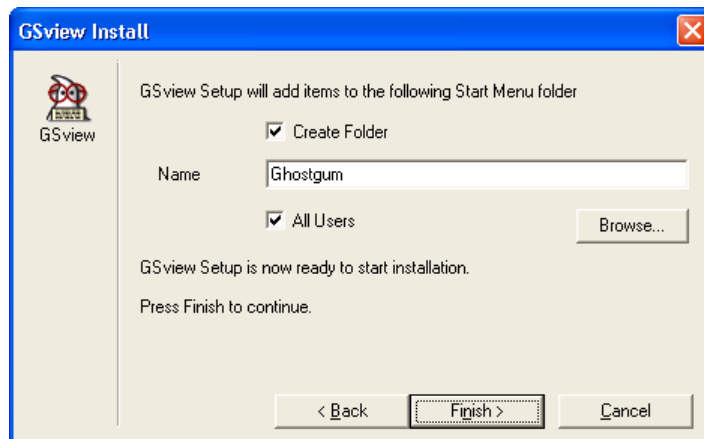 GSview Install
GSview
GSview Setup will add items to the following Start Menu folder
Create Folder
Name
Ghostgum
All Users
Browse...
GSview Setup is now ready to start installation.
Press Finish to continue.
< Back
Finish >
Cancel